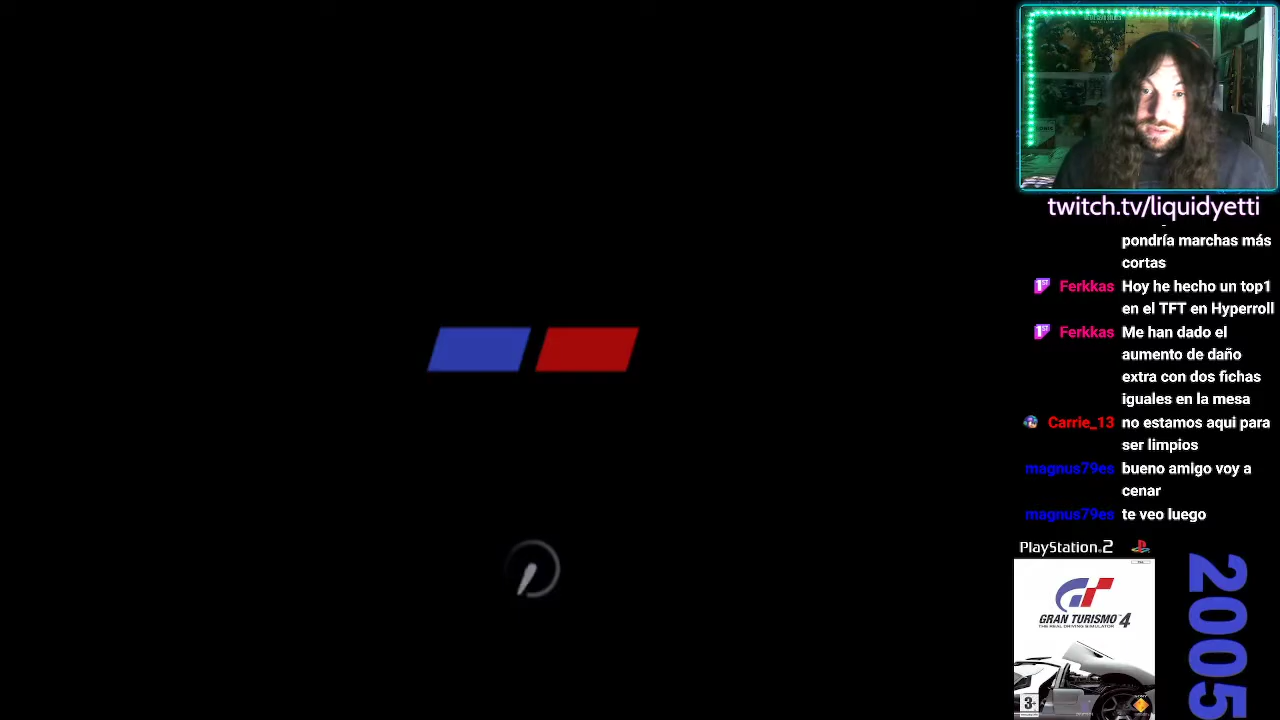 twitch.tv/liquidyetti
pondría marchas más
cortas
Ferkkas Hoy he hecho un top1
en el TFT en Hyperroll
Ferkkas Me han dado el
aumento de daño
extra con dos fichas
iguales en la mesa
Carrie_13 no estamos aqui para
ser limpios
magnus79es bueno amigo voy a
cenar
magnus79es te veo luego
PlayStation.2
GRAN TURISMO 4
THE REAL DRIVING SIMULATOR
3+
SONY
2005